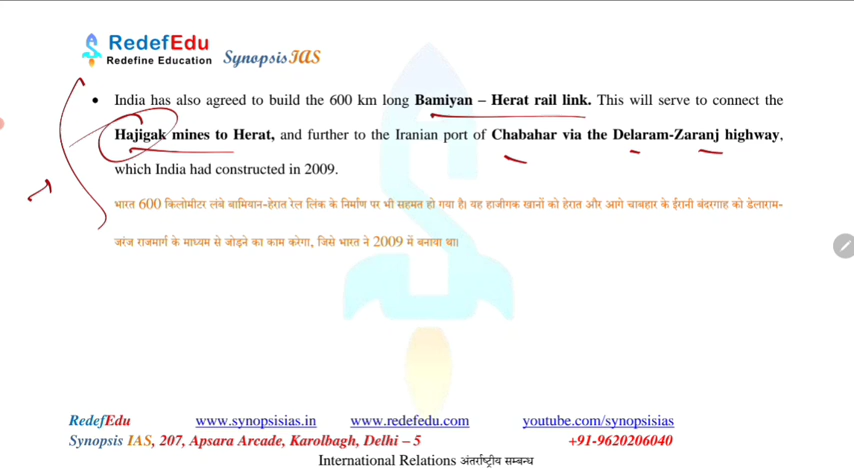 RedefEdu
Redefine Education SynopsisIAS
• India has also agreed to build the 600 km long Bamiyan – Herat rail link. This will serve to connect the
Hajigak mines to Herat, and further to the Iranian port of Chabahar via the Delaram-Zaranj highway,
which India had constructed in 2009.
भारत 600 किलोमीटर लंबे बामियान-हेरात रेल लिंक के निर्माण पर भी सहमत हो गया है। यह हाजीगक खानों को हेरात और आगे चाबहार के ईरानी बंदरगाह को डेलाराम-
जरंज राजमार्ग के माध्यम से जोड़ने का काम करेगा, जिसे भारत ने 2009 में बनाया था।
RedefEdu www.synopsisias.in www.redefedu.com youtube.com/synopsisias
Synopsis IAS, 207, Apsara Arcade, Karolbagh, Delhi – 5 +91-9620206040
International Relations अंतर्राष्ट्रीय सम्बन्ध